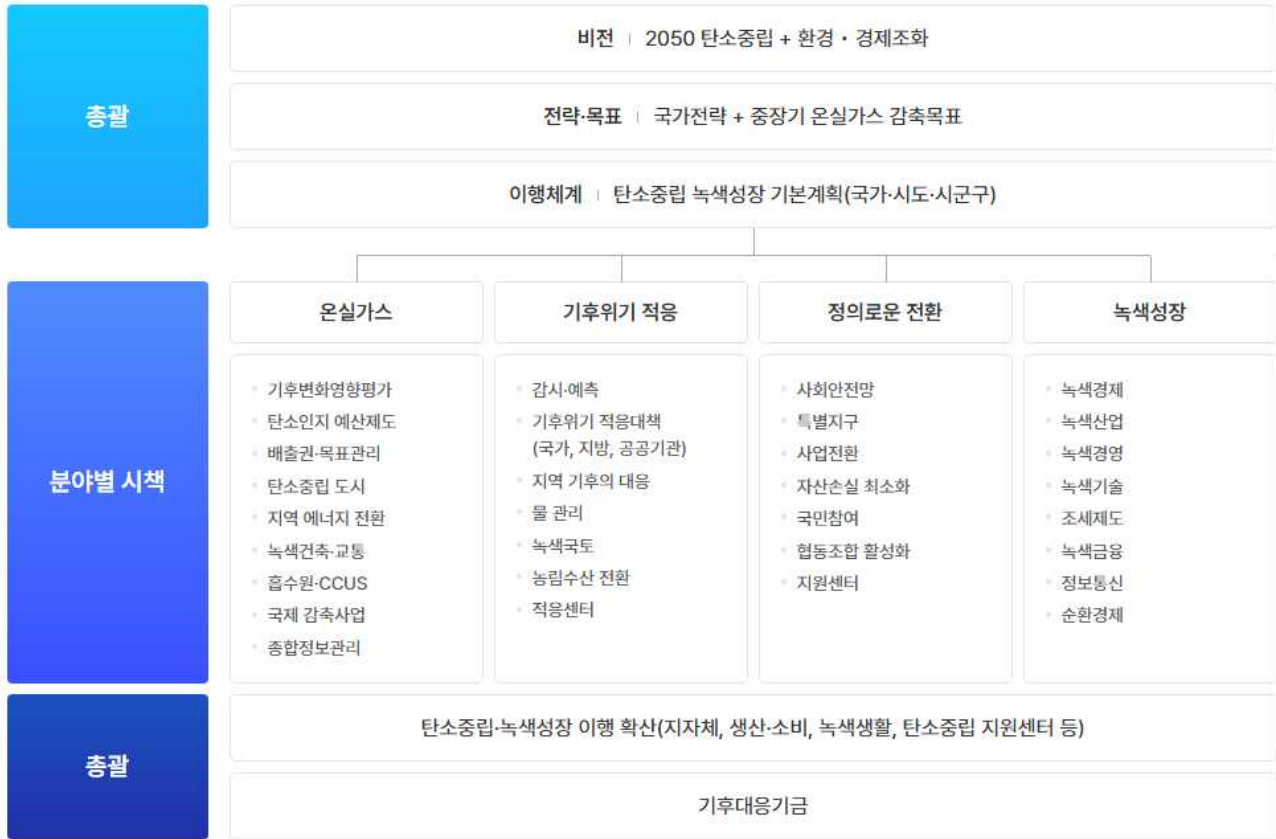 총괄
비전 | 2050 탄소중립 + 환경・경제조화
전략·목표 | 국가전략 + 중장기 온실가스 감축목표
이행체계 | 탄소중립 녹색성장 기본계획(국가·시도·시군구)
분야별 시책
온실가스
기후변화영향평가
탄소인지 예산제도
배출권·목표관리
탄소중립 도시
지역 에너지 전환
녹색건축·교통
흡수원·CCUS
국제 감축사업
종합정보관리
기후위기 적응
감시·예측
기후위기 적응대책
(국가, 지방, 공공기관)
지역 기후의 대응
물 관리
녹색국토
농림수산 전환
적응센터
정의로운 전환
사회안전망
특별지구
사업전환
자산손실 최소화
국민참여
협동조합 활성화
지원센터
녹색성장
녹색경제
녹색산업
녹색경영
녹색기술
조세제도
녹색금융
정보통신
순환경제
총괄
탄소중립·녹색성장 이행 확산(지자체, 생산·소비, 녹색생활, 탄소중립 지원센터 등)
기후대응기금